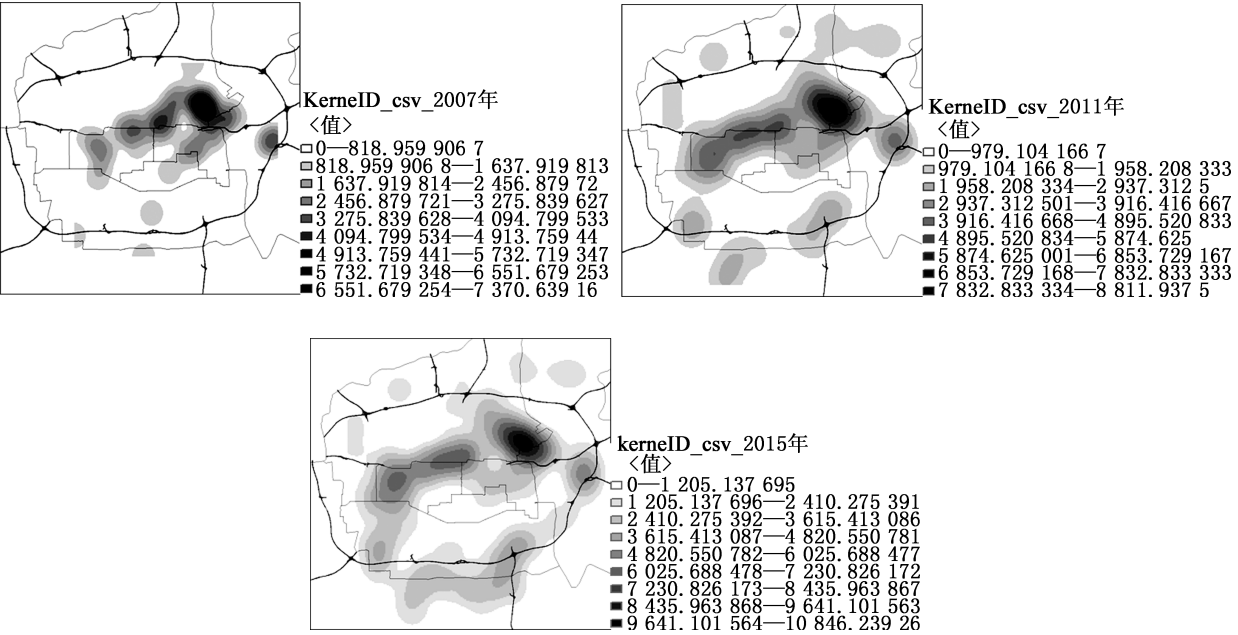 KerneID_csv_2007年
<值>
0—818.959 906 7
818.959 906 8—1 637.919 813
1 637.919 814—2 456.879 72
2 456.879 721—3 275.839 627
3 275.839 628—4 094.799 533
4 094.799 534—4 913.759 44
4 913.759 441—5 732.719 347
5 732.719 348—6 551.679 253
6 551.679 254—7 370.639 16
KerneID_csv_2011年
<值>
0—979.104 166 7
979.104 166 8—1 958.208 333
1 958.208 334—2 937.312 5
2 937.312 501—3 916.416 667
3 916.416 668—4 895.520 833
4 895.520 834—5 874.625
5 874.625 001—6 853.729 167
6 853.729 168—7 832.833 333
7 832.833 334—8 811.937 5
kerneID_csv_2015年
<值>
0—1 205.137 695
1 205.137 696—2 410.275 391
2 410.275 392—3 615.413 086
3 615.413 087—4 820.550 781
4 820.550 782—6 025.688 477
6 025.688 478—7 230.826 172
7 230.826 173—8 435.963 867
8 435.963 868—9 641.101 563
9 641.101 564—10 846.239 26